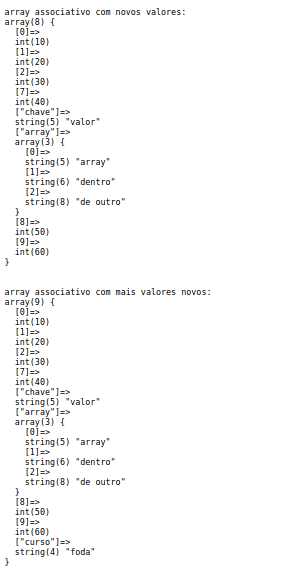 array associativo com novos valores:
array(8) {
  [0]=>
  int(10)
  [1]=>
  int(20)
  [2]=>
  int(30)
  [7]=>
  int(40)
  ["chave"]=>
  string(5) "valor"
  ["array"]=>
  array(3) {
    [0]=>
    string(5) "array"
    [1]=>
    string(6) "dentro"
    [2]=>
    string(8) "de outro"
  }
  [8]=>
  int(50)
  [9]=>
  int(60)
}
array associativo com mais valores novos:
array(9) {
  [0]=>
  int(10)
  [1]=>
  int(20)
  [2]=>
  int(30)
  [7]=>
  int(40)
  ["chave"]=>
  string(5) "valor"
  ["array"]=>
  array(3) {
    [0]=>
    string(5) "array"
    [1]=>
    string(6) "dentro"
    [2]=>
    string(8) "de outro"
  }
  [8]=>
  int(50)
  [9]=>
  int(60)
  ["curso"]=>
  string(4) "foda"
}